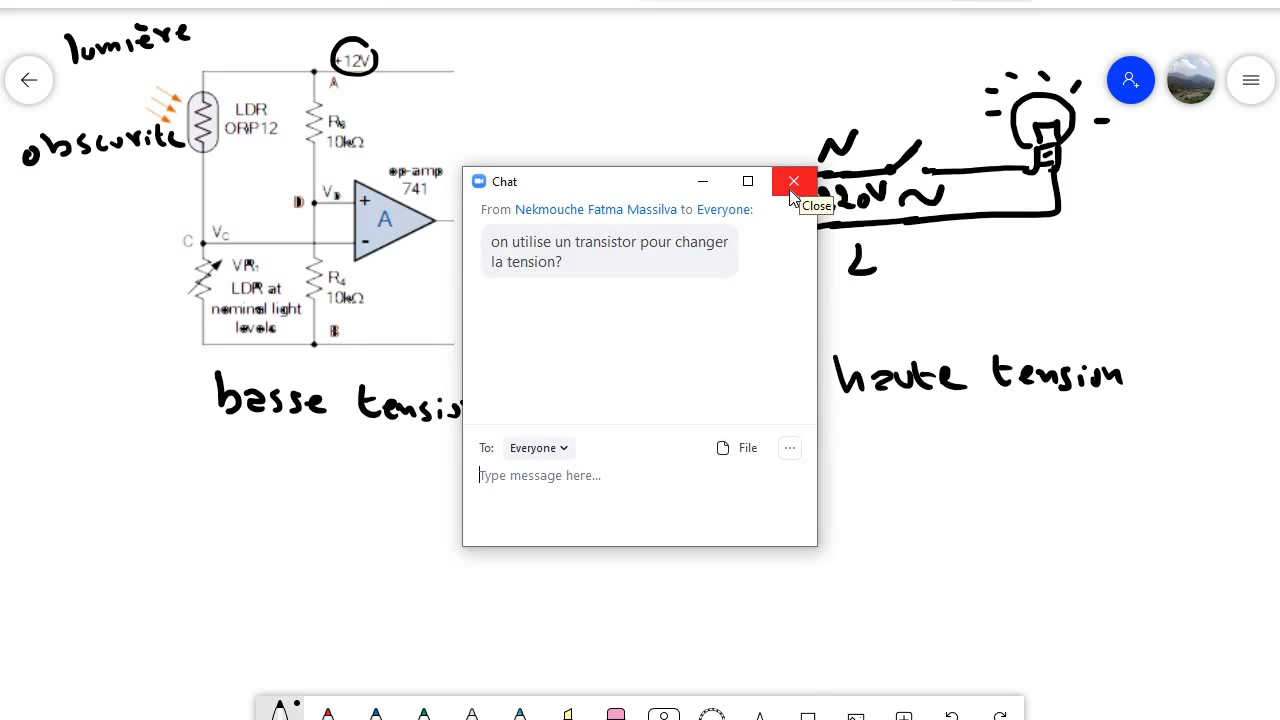 lumière
+12V
A
LDR
ORP12
R3
10kΩ
obscurité
op-amp
741
D
VD
+
A
-
C
VC
VR1
LDR at
nominal light
levels
R4
10kΩ
B
basse tensio
Chat
Close
From Nekmouche Fatma Massilva to Everyone:
on utilise un transistor pour changer
la tension?
To: Everyone
File
Type message here...
N
220V ~
L
haute tension